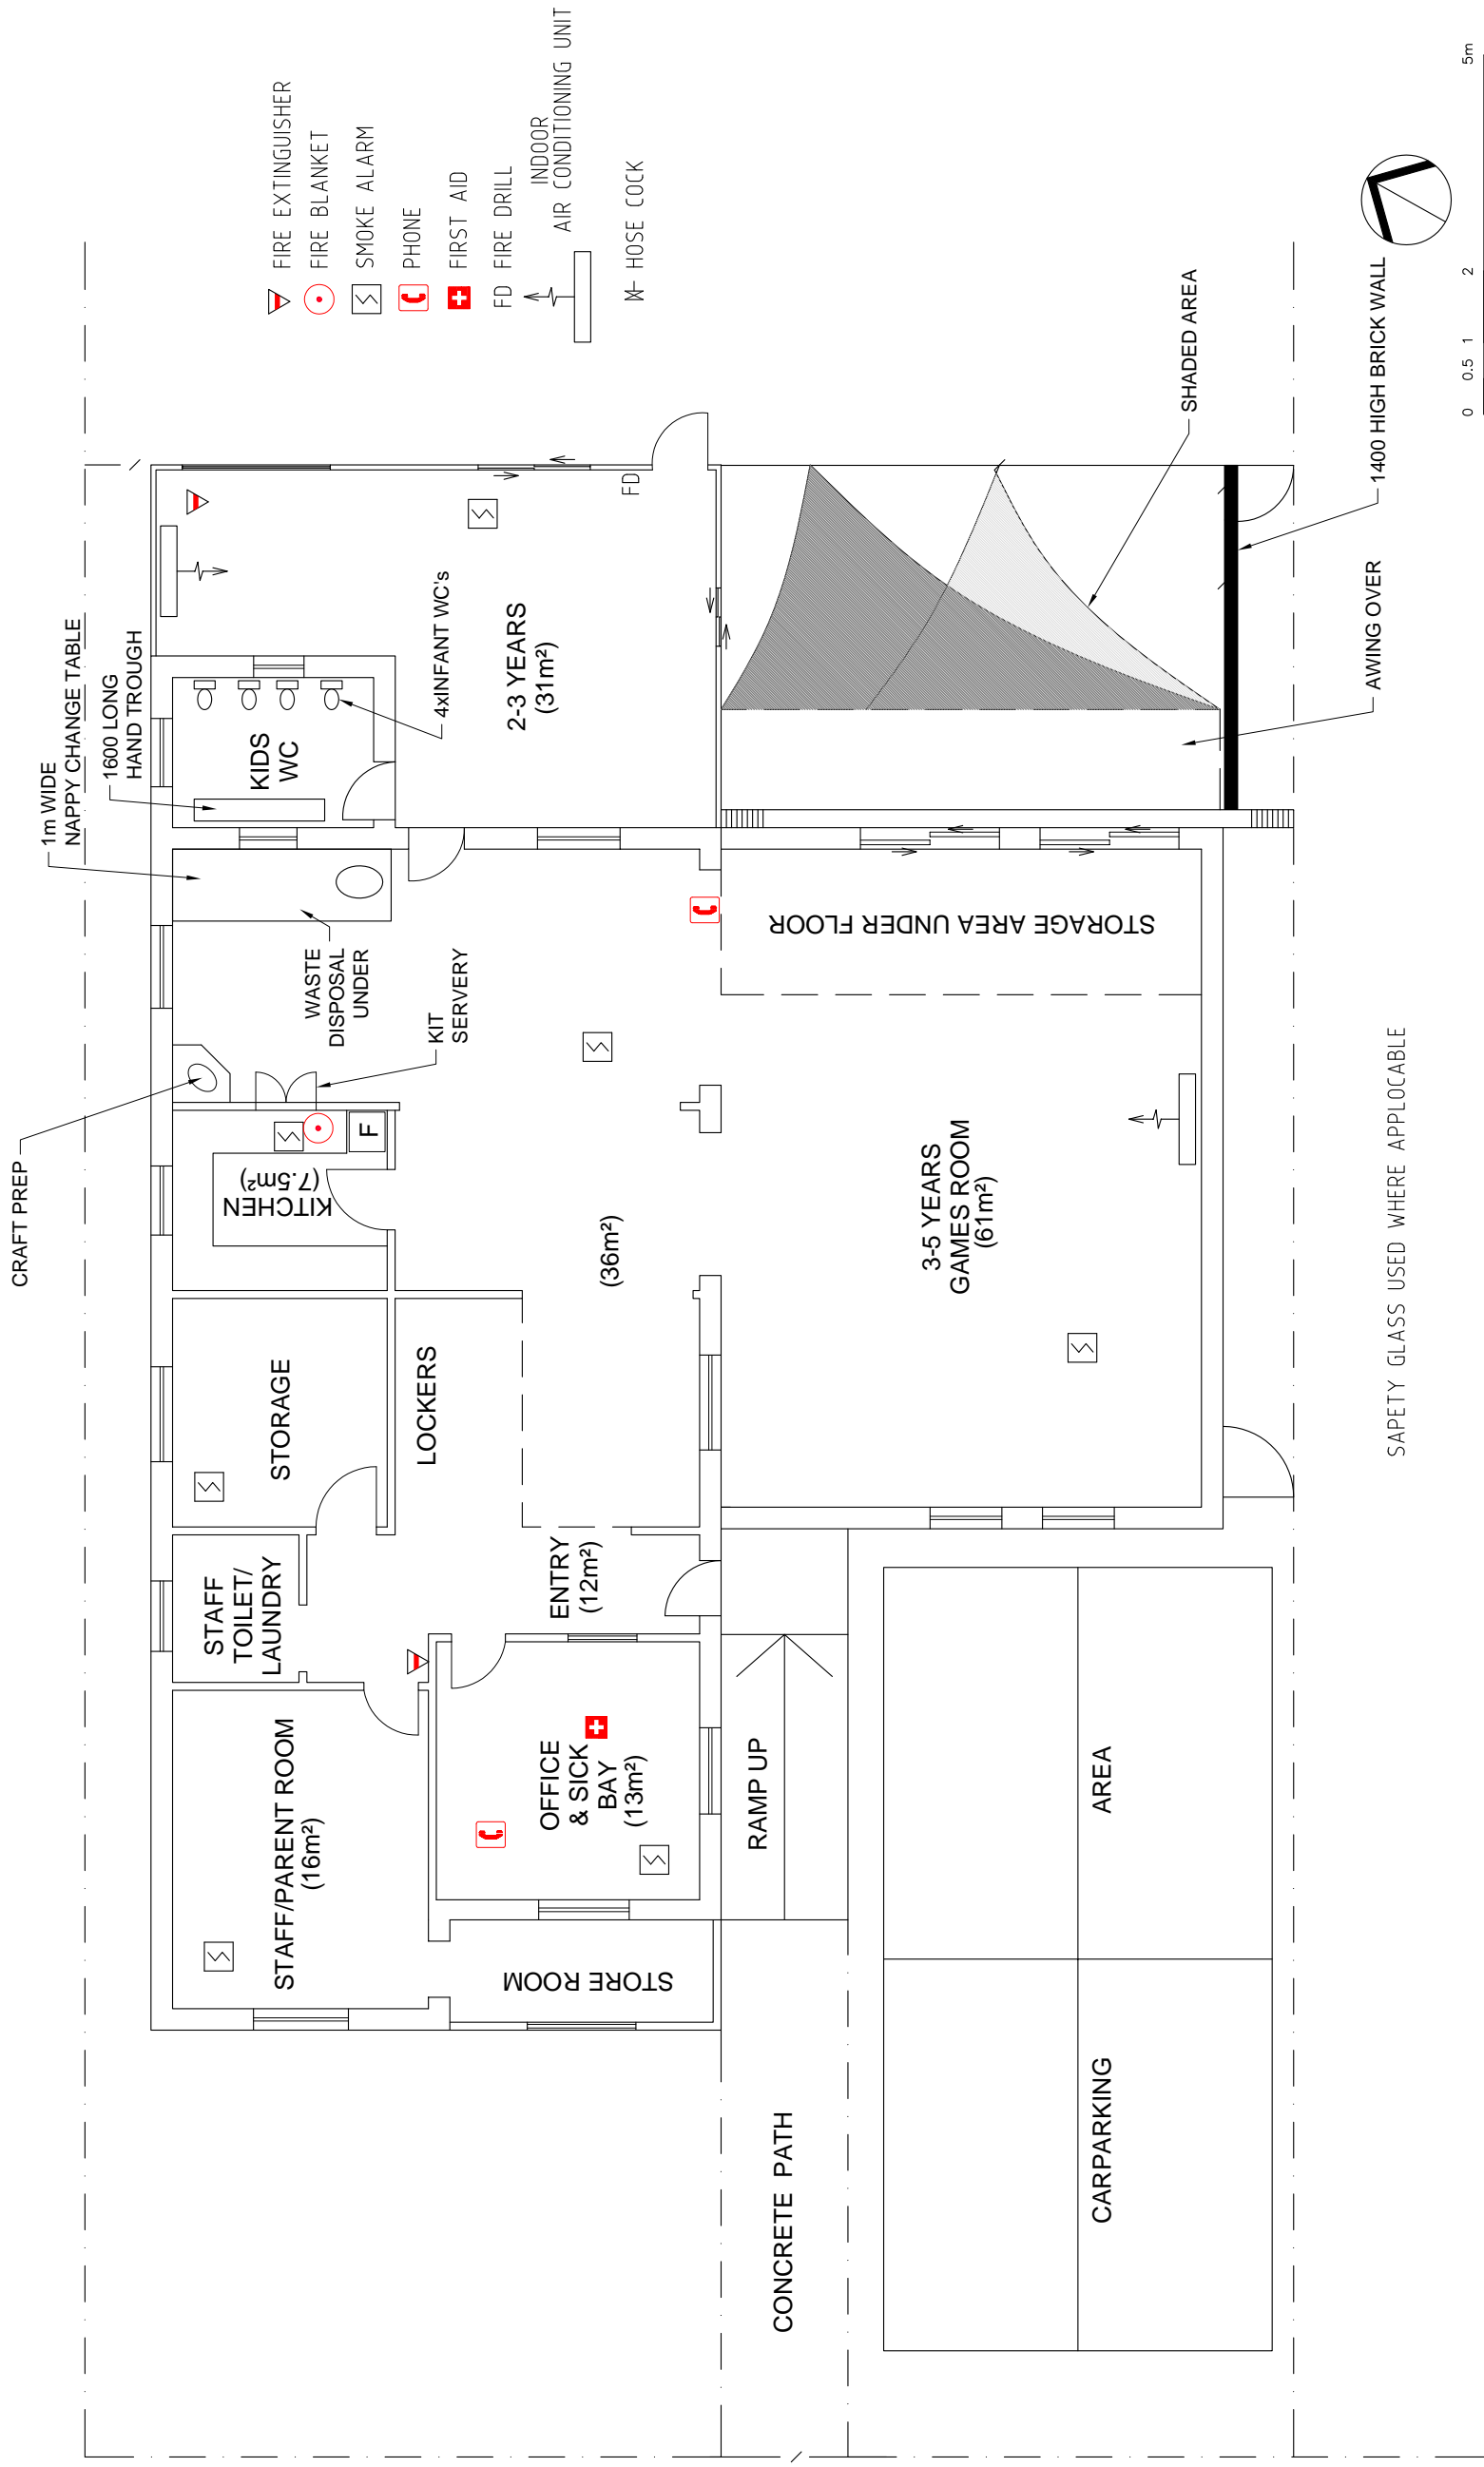 CRAFT PREP
1m WIDE
NAPPY CHANGE TABLE
1600 LONG
HAND TROUGH
FIRE EXTINGUISHER
FIRE BLANKET
SMOKE ALARM
PHONE
FIRST AID
FD FIRE DRILL
INDOOR
AIR CONDITIONING UNIT
HOSE COCK
STAFF/PARENT ROOM
(16m²)
STAFF
TOILET/
LAUNDRY
STORAGE
KITCHEN
(7.5m²)
F
WASTE
DISPOSAL
UNDER
KIT
SERVERY
KIDS
WC
4xINFANT WC's
2-3 YEARS
(31m²)
FD
LOCKERS
STORE ROOM
OFFICE
& SICK
BAY
(13m²)
ENTRY
(12m²)
(36m²)
STORAGE AREA UNDER FLOOR
3-5 YEARS
GAMES ROOM
(61m²)
RAMP UP
CONCRETE PATH
CARPARKING
AREA
SHADED AREA
AWING OVER
1400 HIGH BRICK WALL
SAPETY GLASS USED WHERE APPLOCABLE
0 0.5 1 2 5m